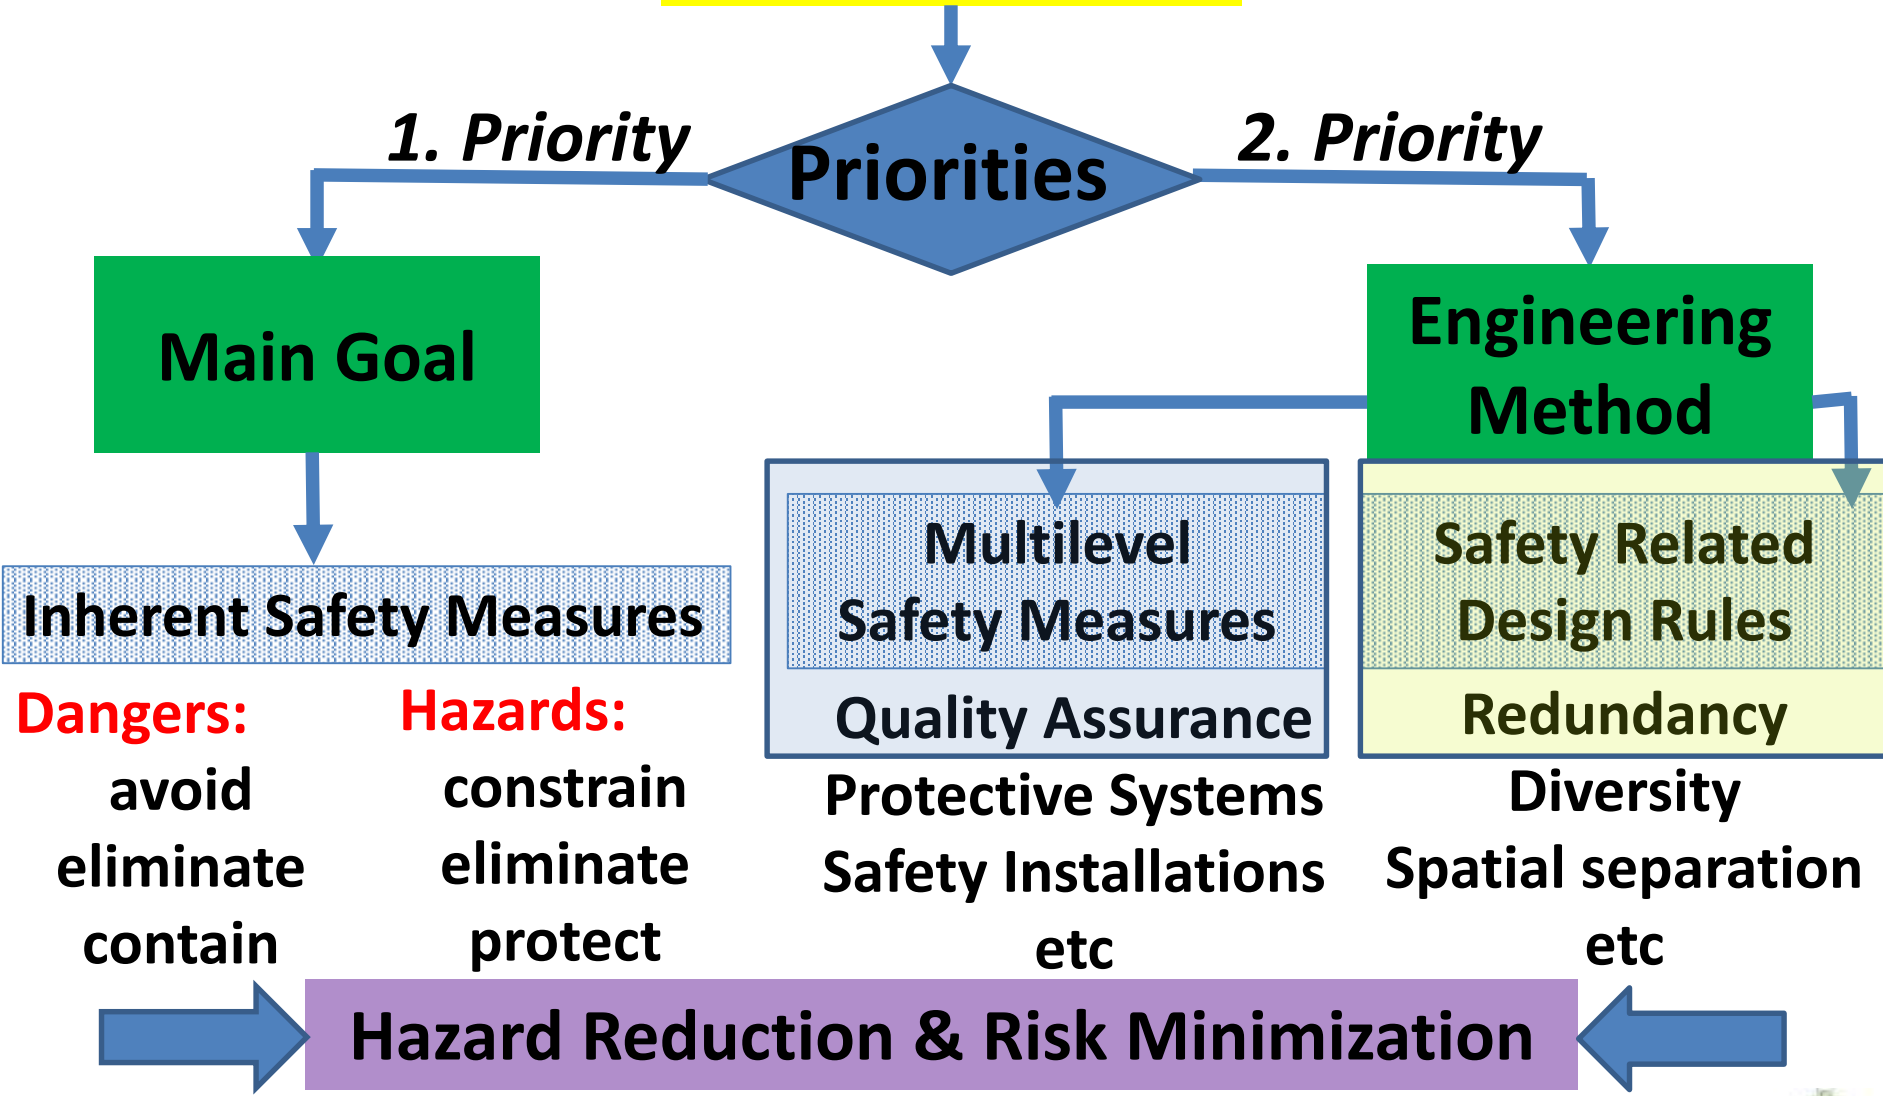 1. Priority
Priorities
2. Priority
Main Goal
Engineering
Method
Inherent Safety Measures
Dangers:
avoid
eliminate
contain
Hazards:
constrain
eliminate
protect
Multilevel
Safety Measures
Quality Assurance
Protective Systems
Safety Installations
etc
Safety Related
Design Rules
Redundancy
Diversity
Spatial separation
etc
Hazard Reduction & Risk Minimization